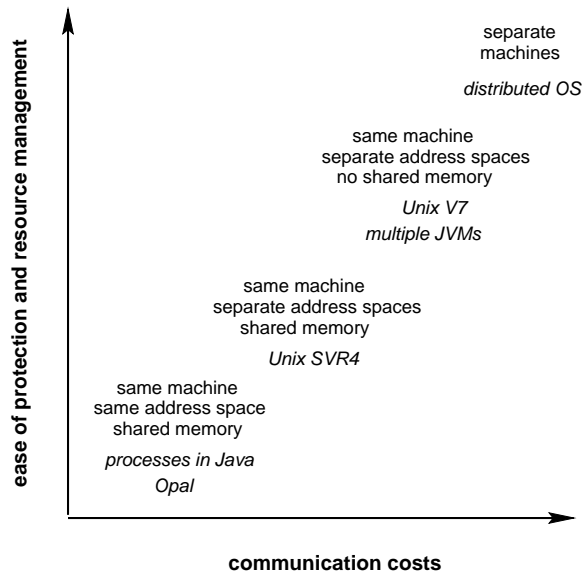 ease of protection and resource management
separate
machines
distributed OS
same machine
separate address spaces
no shared memory
Unix V7
multiple JVMs
same machine
separate address spaces
shared memory
Unix SVR4
same machine
same address space
shared memory
processes in Java
Opal
communication costs